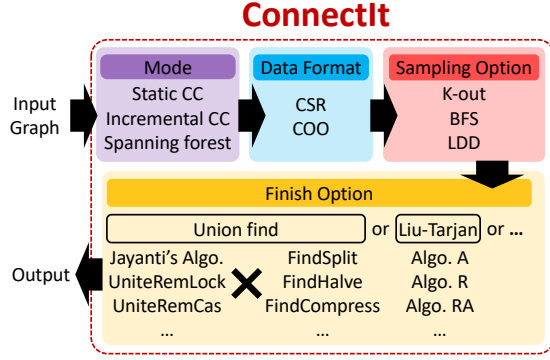 ConnectIt
Input
Graph
Mode
Static CC
Incremental CC
Spanning forest
Data Format
CSR
COO
Sampling Option
K-out
BFS
LDD
Finish Option
Union find or Liu-Tarjan or ...
Jayanti's Algo. FindSplit Algo. A
UniteRemLock FindHalve Algo. R
UniteRemCas FindCompress Algo. RA
... ... ...
Output